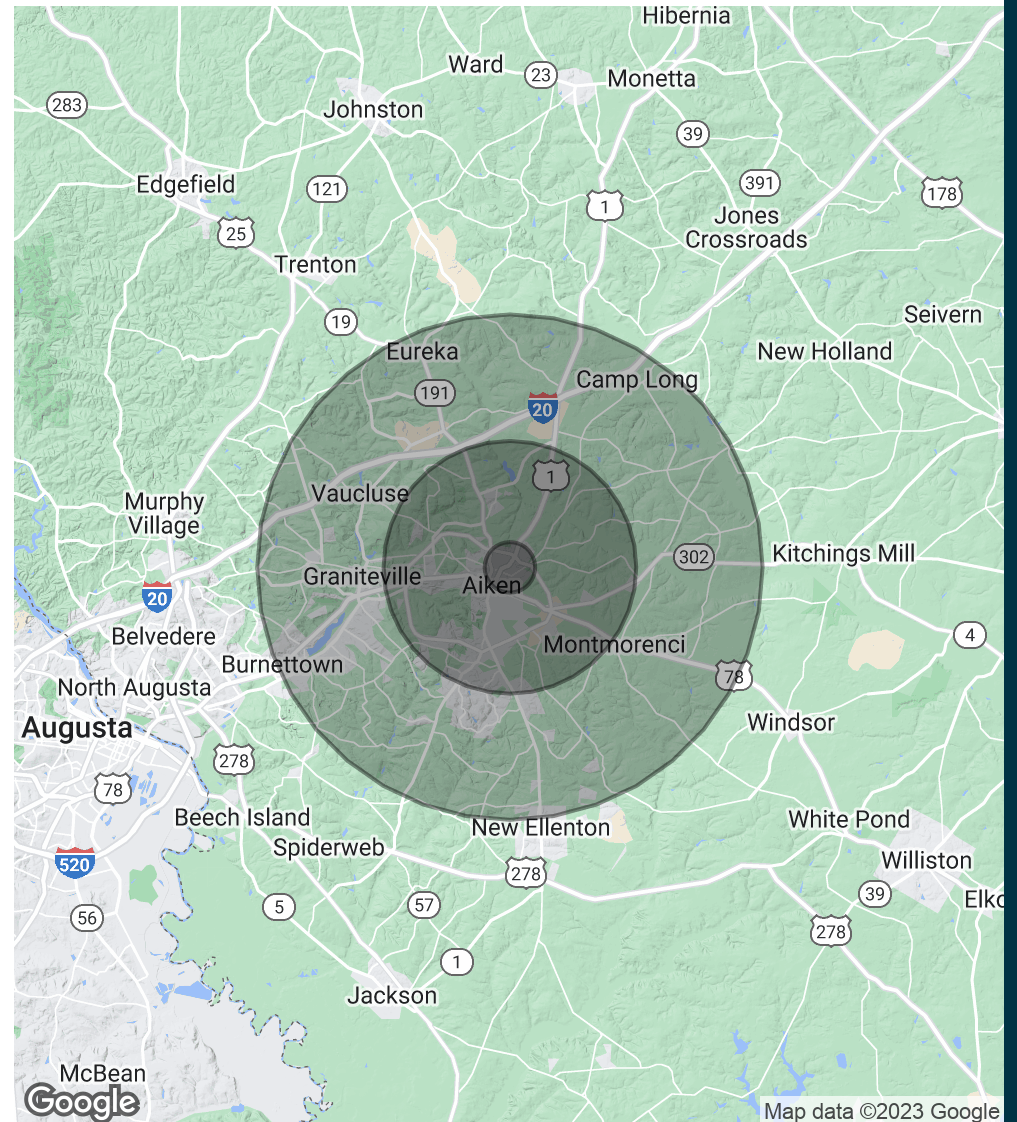 Hibernia
Ward
23
Monetta
283
Johnston
39
Edgefield
121
391
178
1
25
Jones
Crossroads
Trenton
Seivern
19
Eureka
New Holland
Camp Long
191
20
1
Vaucluse
Murphy
Village
302
Kitchings Mill
Graniteville
Aiken
20
Belvedere
4
Montmorenci
Burnettown
78
North Augusta
Augusta
Windsor
278
78
Beech Island
New Ellenton
White Pond
Spiderweb
Williston
520
278
39
Elko
5
57
56
278
1
Jackson
McBean
Google
Map data ©2023 Google